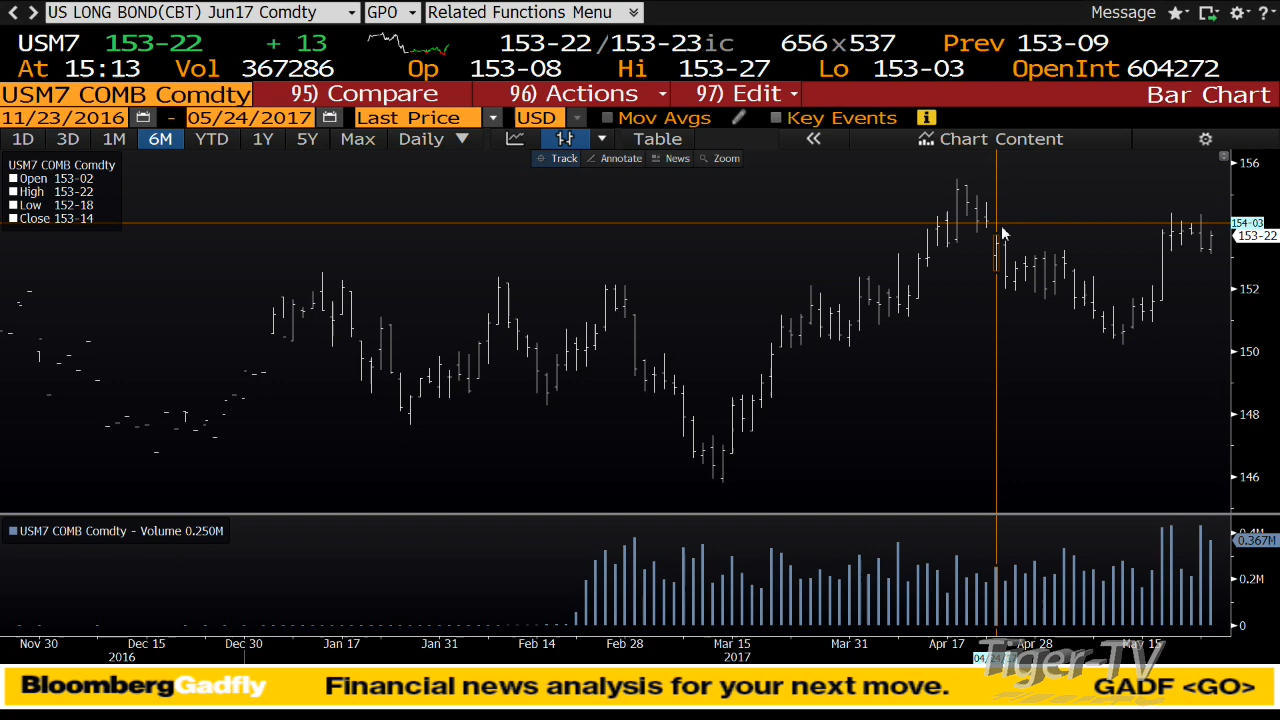 US LONG BOND(CBT) Jun17 Comdty GPO Related Functions Menu Message
USM7 153-22 + 13 153-22/153-23ic 656x537 Prev 153-09
At 15:13 Vol 367286 Op 153-08 Hi 153-27 Lo 153-03 OpenInt 604272
USM7 COMB Comdty 95) Compare 96) Actions 97) Edit Bar Chart
11/23/2016 - 05/24/2017 Last Price USD Mov Avgs Key Events
1D 3D 1M 6M YTD 1Y 5Y Max Daily Table Chart Content
Track Annotate News Zoom
USM7 COMB Comdty
Open 153-02
High 153-22
Low 152-18
Close 153-14
156
154-03
153-22
152
150
148
146
USM7 COMB Comdty - Volume 0.250M
0.4M
0.367M
0.2M
0
Nov 30 Dec 15 Dec 30 Jan 17 Jan 31 Feb 14 Feb 28 Mar 15 Mar 31 Apr 17 Apr 28 May 15
2016 2017
Tiger-TV
BloombergGadfly Financial news analysis for your next move. GADF <GO>